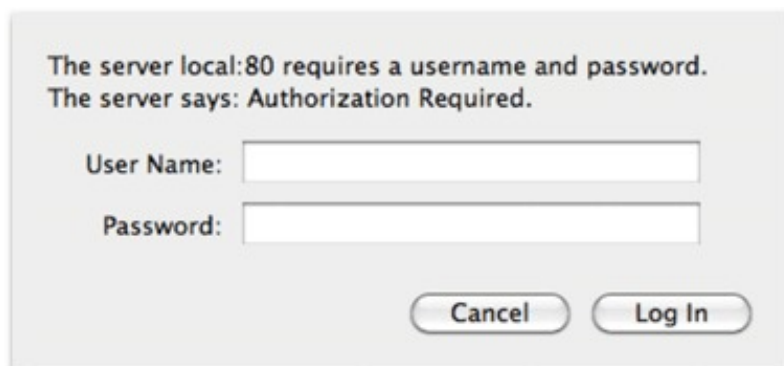 The server local:80 requires a username and password.
The server says: Authorization Required.
User Name:
Password:
Cancel
Log In